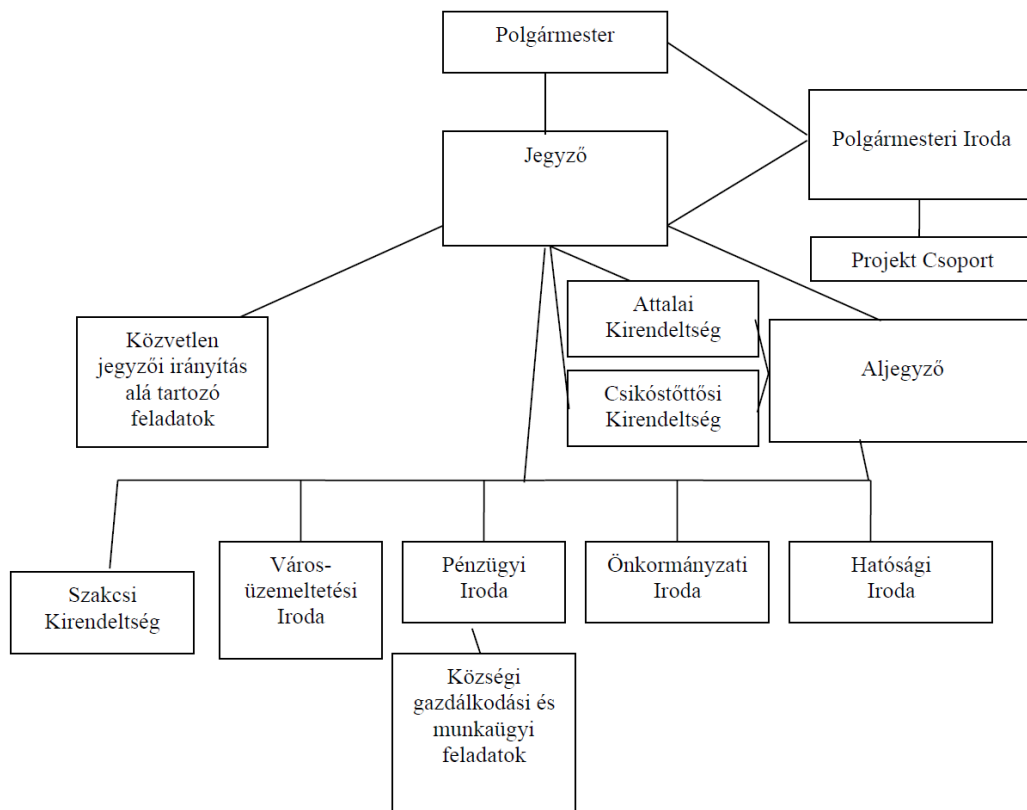 Polgármester
Polgármesteri Iroda
Jegyző
Projekt Csoport
Attalai
Kirendeltség
Közvetlen
jegyzői irányítás
alá tartozó
feladatok
Aljegyző
Csikóstőttősi
Kirendeltség
Szakcsi
Kirendeltség
Város-
üzemeltetési
Iroda
Pénzügyi
Iroda
Önkormányzati
Iroda
Hatósági
Iroda
Községi
gazdálkodási és
munkaügyi
feladatok